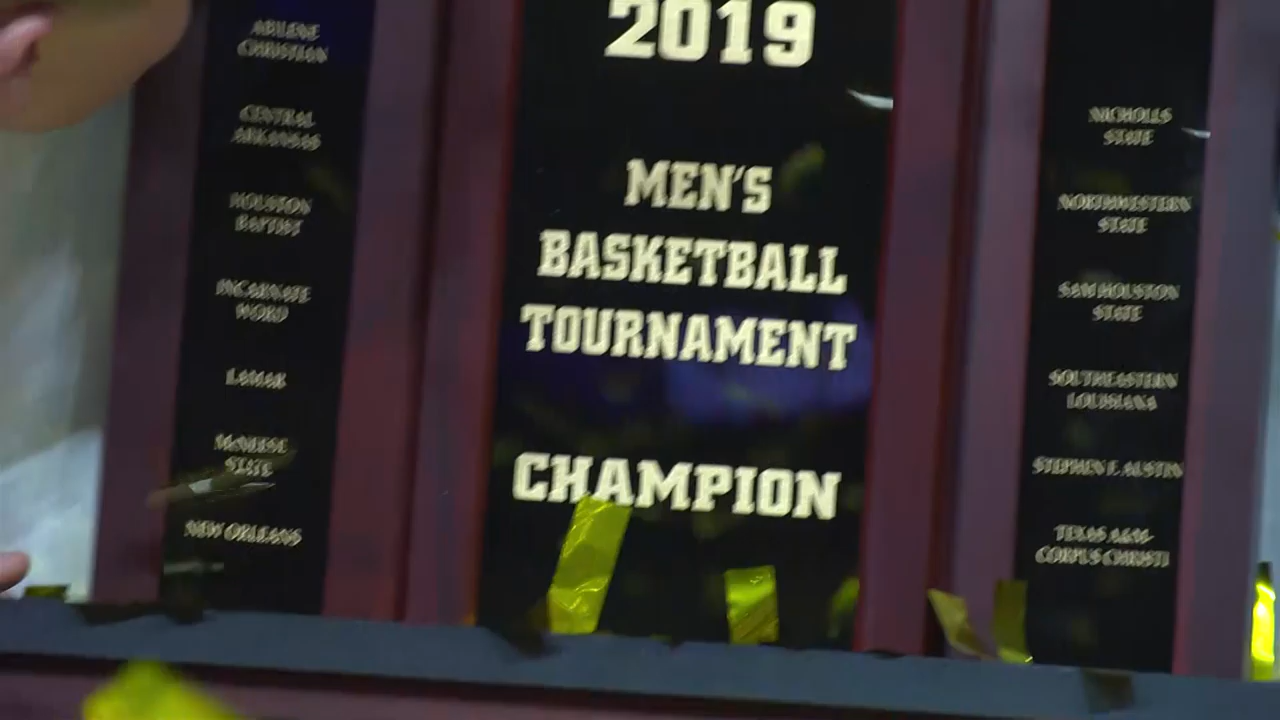 ABILENE
CHRISTIAN
CENTRAL
ARKANSAS
HOUSTON
BAPTIST
INCARNATE
WORD
LAMAR
McNEESE
STATE
NEW ORLEANS
2019
MEN'S
BASKETBALL
TOURNAMENT
CHAMPION
NICHOLLS
STATE
NORTHWESTERN
STATE
SAM HOUSTON
STATE
SOUTHEASTERN
LOUISIANA
STEPHEN F. AUSTIN
TEXAS A&M-
CORPUS CHRISTI